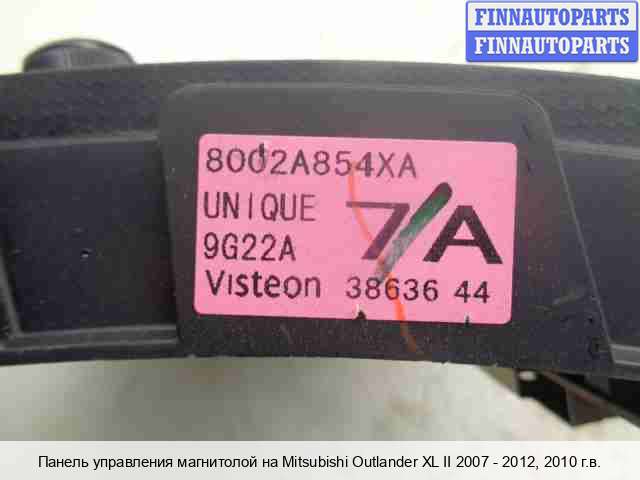 FINNAUTOPARTS
FINNAUTOPARTS
8002A854XA
UNIQUE 7/A
9G22A
Visteon 38636 44
Панель управления магнитолой на Mitsubishi Outlander XL II 2007 - 2012, 2010 г.в.